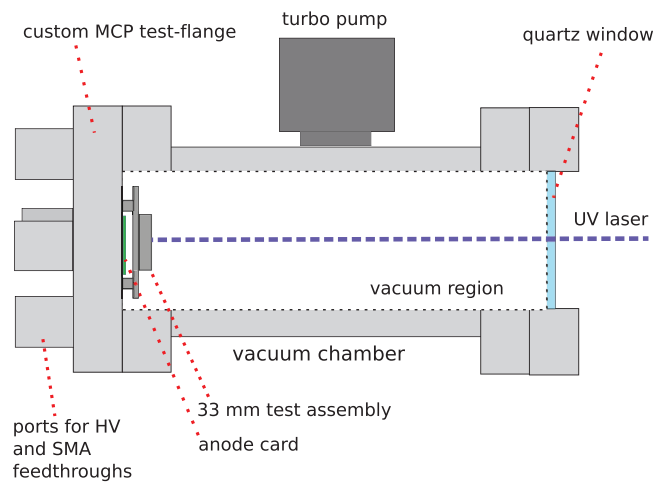 turbo pump
custom MCP test-flange
quartz window
UV laser
vacuum region
vacuum chamber
33 mm test assembly
anode card
ports for HV
and SMA
feedthroughs